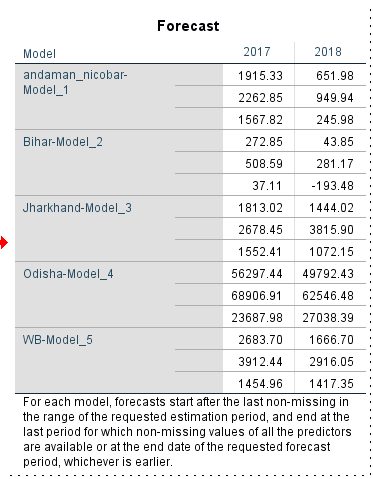 Forecast
Model 2017 2018
andaman_nicobar-Model_1 1915.33 651.98
2262.85 949.94
1567.82 245.98
Bihar-Model_2 272.85 43.85
508.59 281.17
37.11 -193.48
Jharkhand-Model_3 1813.02 1444.02
2678.45 3815.90
1552.41 1072.15
Odisha-Model_4 56297.44 49792.43
68906.91 62546.48
23687.98 27038.39
WB-Model_5 2683.70 1666.70
3912.44 2916.05
1454.96 1417.35
For each model, forecasts start after the last non-missing in
the range of the requested estimation period, and end at the
last period for which non-missing values of all the predictors
are available or at the end date of the requested forecast
period, whichever is earlier.